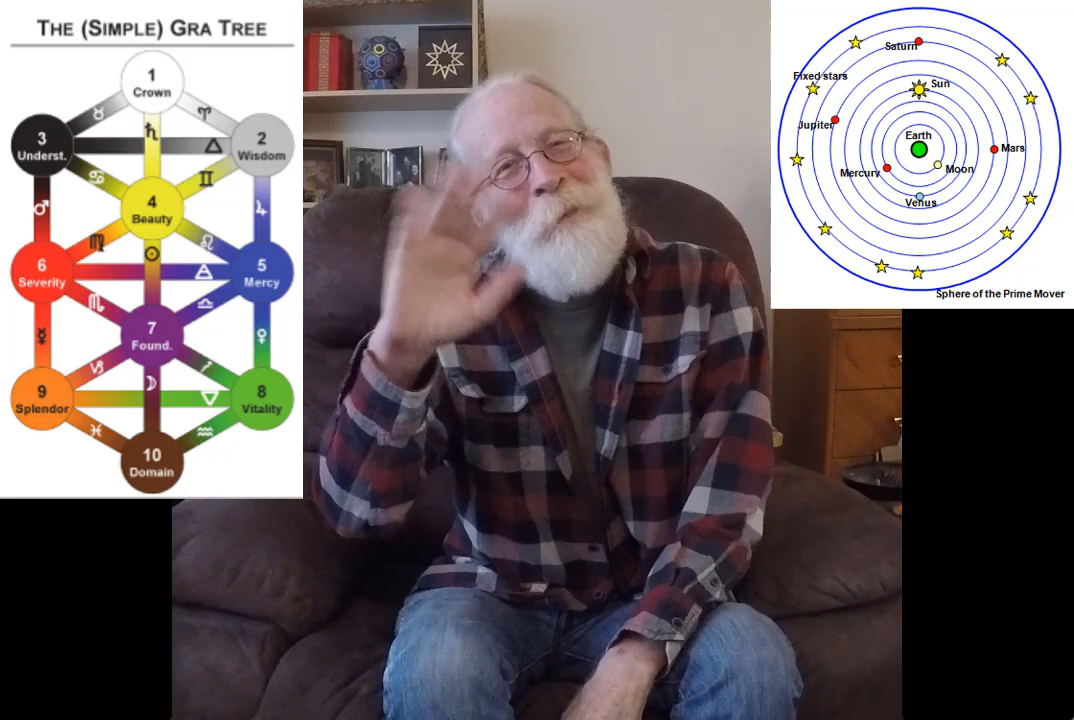 THE (SIMPLE) GRA TREE
1
Crown
3
Underst.
2
Wisdom
4
Beauty
6
Severity
5
Mercy
7
Found.
9
Splendor
8
Vitality
10
Domain
Saturn
Fixed stars
Sun
Jupiter
Earth
Mars
Mercury
Moon
Venus
Sphere of the Prime Mover